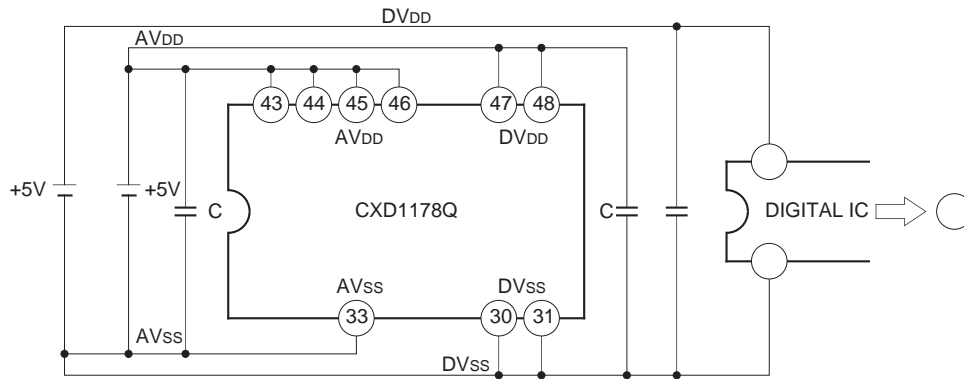 DVDD
AVDD
43 44 45 46 47 48
AVDD DVDD
+5V +5V C CXD1178Q C DIGITAL IC
AVSS DVSS
33 30 31
AVSS
DVSS